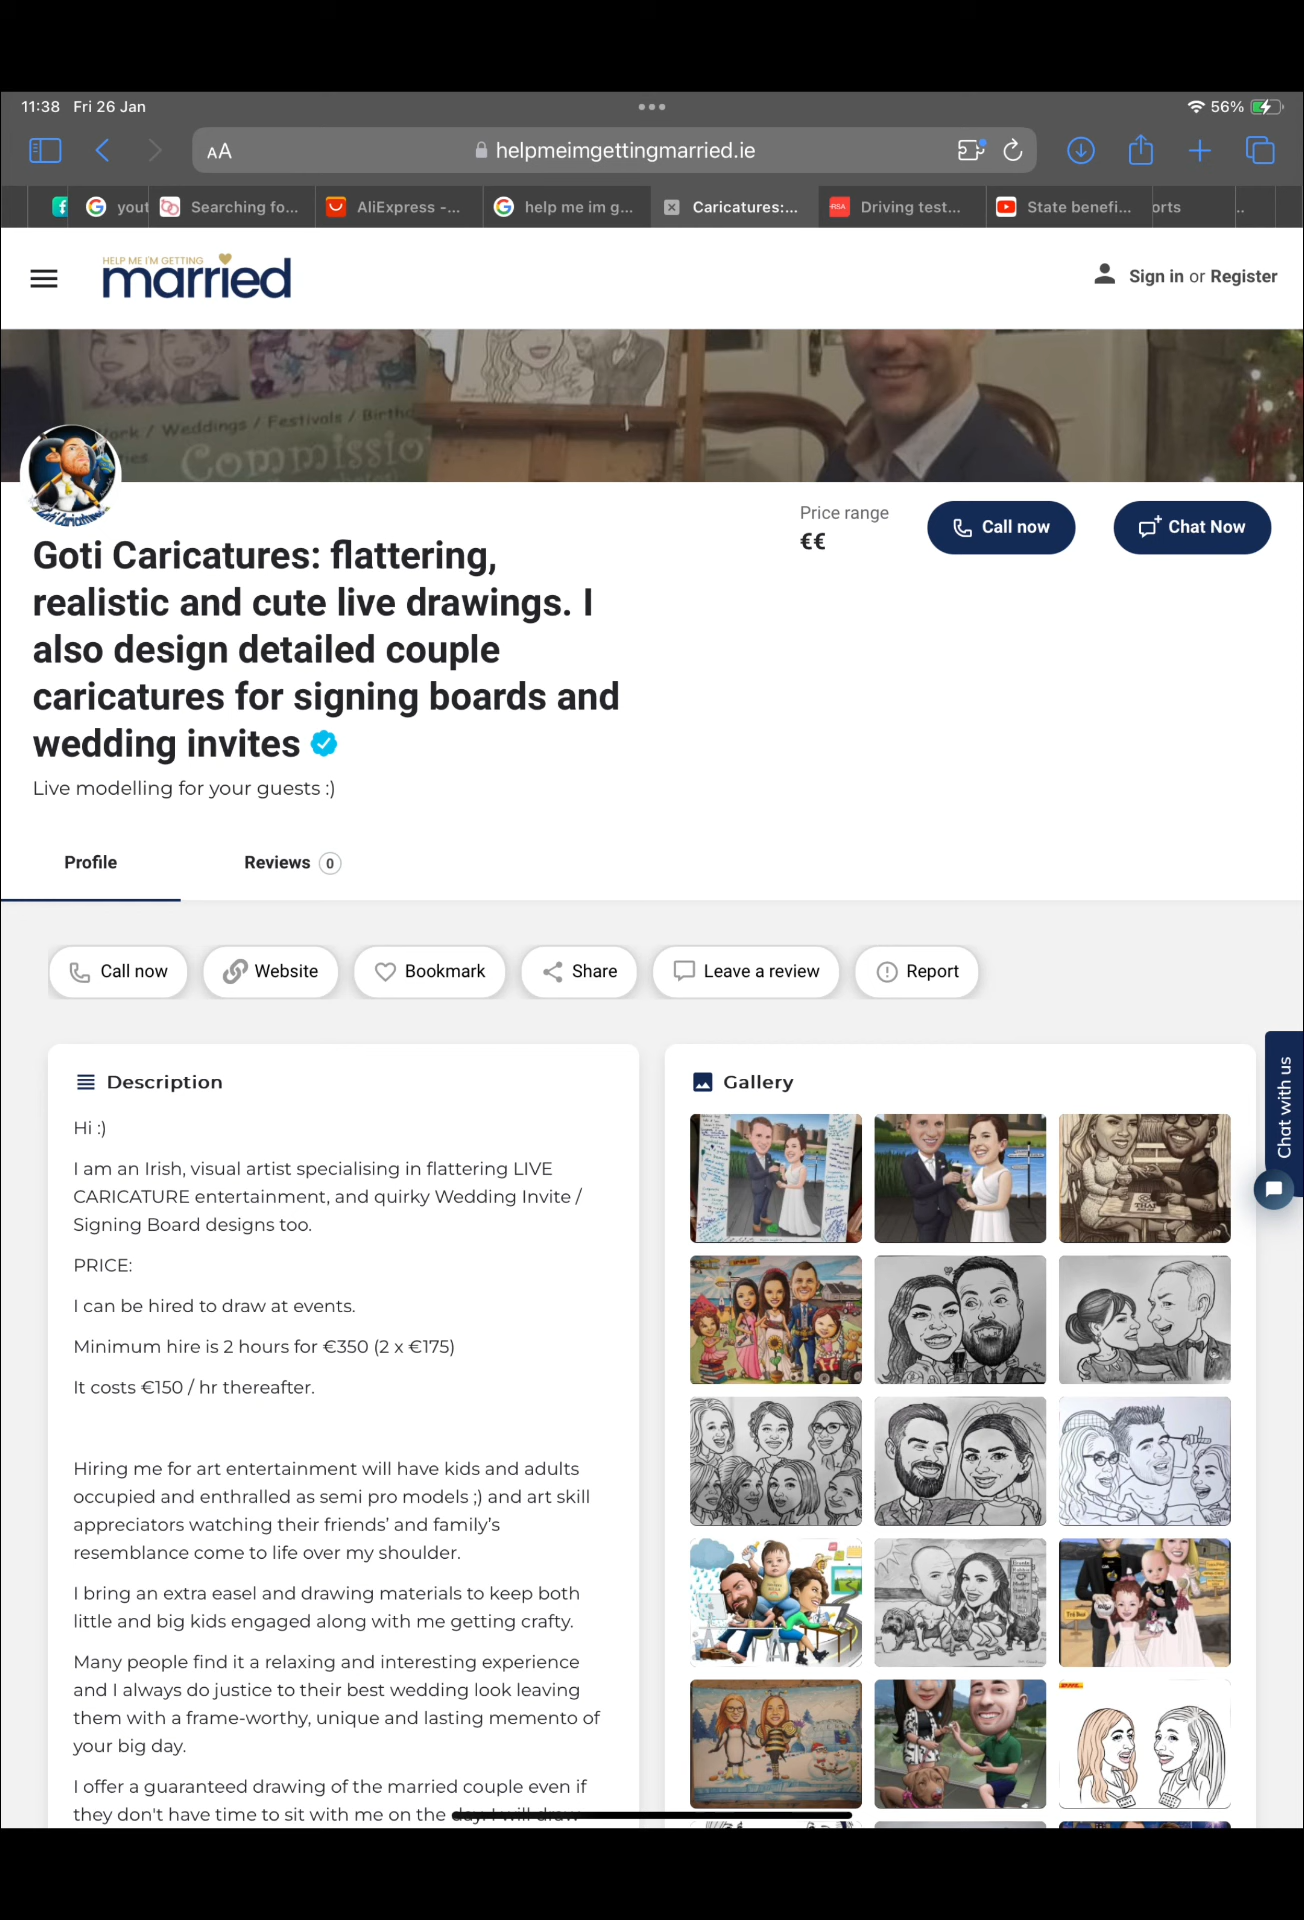 11:38 Fri 26 Jan
56%
AA
helpmeimgettingmarried.ie
yout
Searching fo...
AliExpress -...
help me im g...
Caricatures:...
RSA
Driving test...
State benefi...
orts
..
HELP ME I'M GETTING
married
Sign in or Register
ork / Weddings / Festivals / Birthd
ies
Commissio
Price range
€€
Call now
Chat Now
Goti Caricatures: flattering,
realistic and cute live drawings. I
also design detailed couple
caricatures for signing boards and
wedding invites
Live modelling for your guests :)
Profile
Reviews 0
Call now
Website
Bookmark
Share
Leave a review
Report
Description
Hi :)
I am an Irish, visual artist specialising in flattering LIVE
CARICATURE entertainment, and quirky Wedding Invite /
Signing Board designs too.
PRICE:
I can be hired to draw at events.
Minimum hire is 2 hours for €350 (2 x €175)
It costs €150 / hr thereafter.
Hiring me for art entertainment will have kids and adults
occupied and enthralled as semi pro models ;) and art skill
appreciators watching their friends’ and family’s
resemblance come to life over my shoulder.
I bring an extra easel and drawing materials to keep both
little and big kids engaged along with me getting crafty.
Many people find it a relaxing and interesting experience
and I always do justice to their best wedding look leaving
them with a frame-worthy, unique and lasting memento of
your big day.
I offer a guaranteed drawing of the married couple even if
they don't have time to sit with me on the day. I will draw
Gallery
THAI
Chat with us